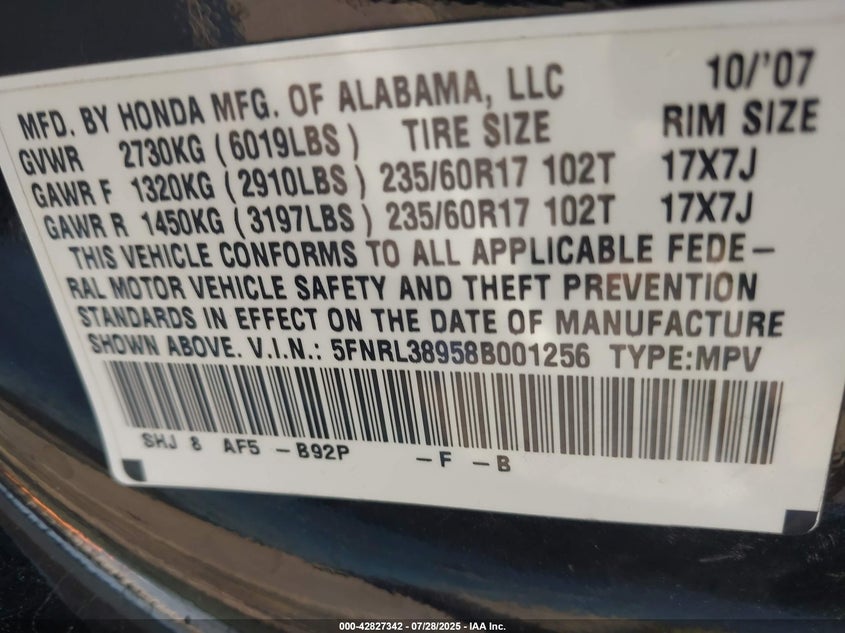 MFD. BY HONDA MFG. OF ALABAMA, LLC 10/'07
GVWR 2730KG (6019LBS) TIRE SIZE RIM SIZE
GAWR F 1320KG (2910LBS) 235/60R17 102T 17X7J
GAWR R 1450KG (3197LBS) 235/60R17 102T 17X7J
THIS VEHICLE CONFORMS TO ALL APPLICABLE FEDE-
RAL MOTOR VEHICLE SAFETY AND THEFT PREVENTION
STANDARDS IN EFFECT ON THE DATE OF MANUFACTURE
SHOWN ABOVE. V.I.N.: 5FNRL38958B001256 TYPE:MPV
SHJ 8 AF5 -B92P -F -B
000-42827342 - 07/28/2025 - IAA Inc.